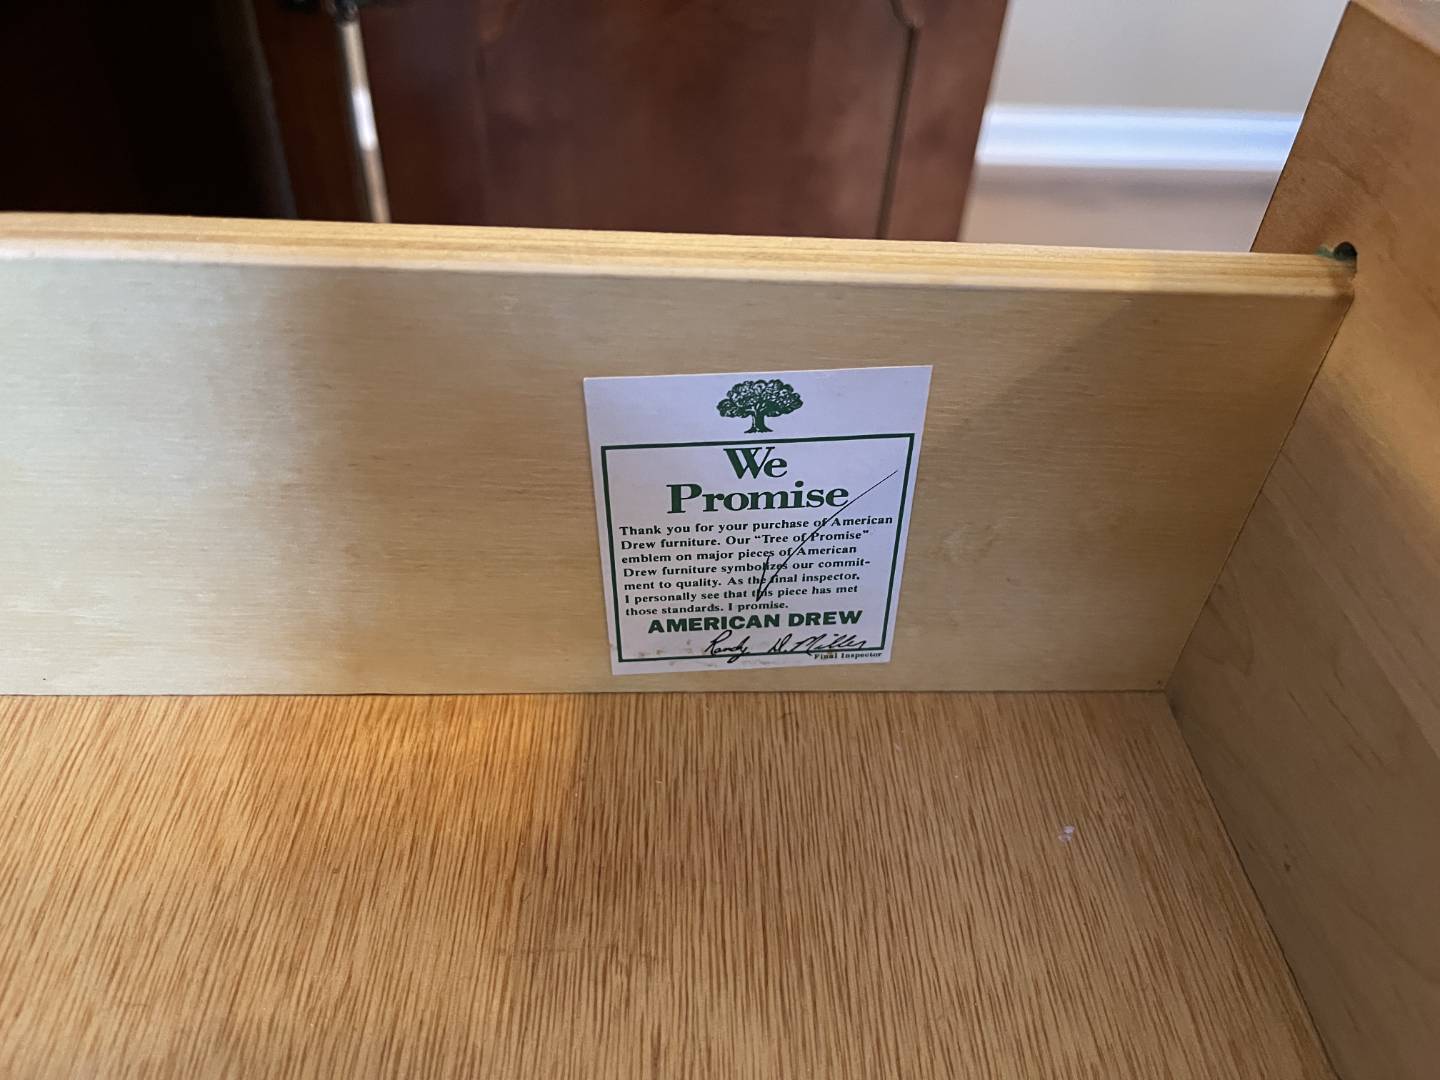 We
Promise
Thank you for your purchase of American
Drew furniture. Our “Tree of Promise”
emblem on major pieces of American
Drew furniture symbolizes our commit-
ment to quality. As the final inspector,
I personally see that this piece has met
those standards. I promise.
AMERICAN DREW
Randy D. Miller
Final Inspector